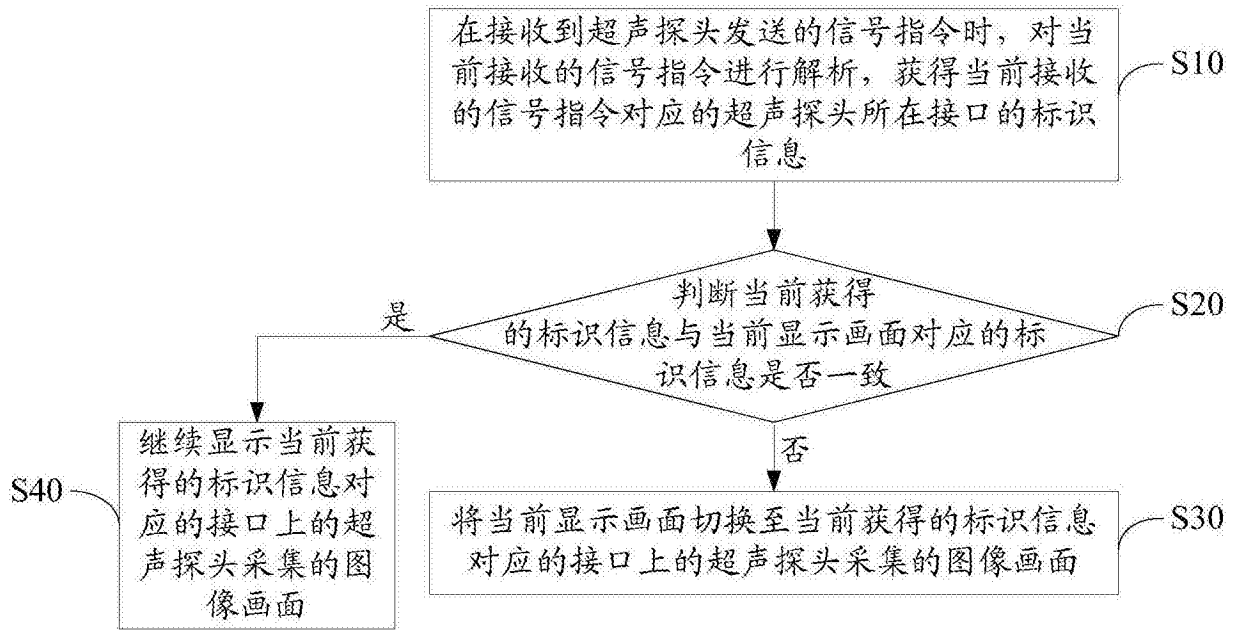 在接收到超声探头发送的信号指令时，对当
前接收的信号指令进行解析，获得当前接收
的信号指令对应的超声探头所在接口的标识
信息
S10
判断当前获得
的标识信息与当前显示画面对应的标
识信息是否一致
S20
是
否
继续显示当前获
得的标识信息对
应的接口上的超
声探头采集的图
像画面
S40
将当前显示画面切换至当前获得的标识信息
对应的接口上的超声探头采集的图像画面
S30